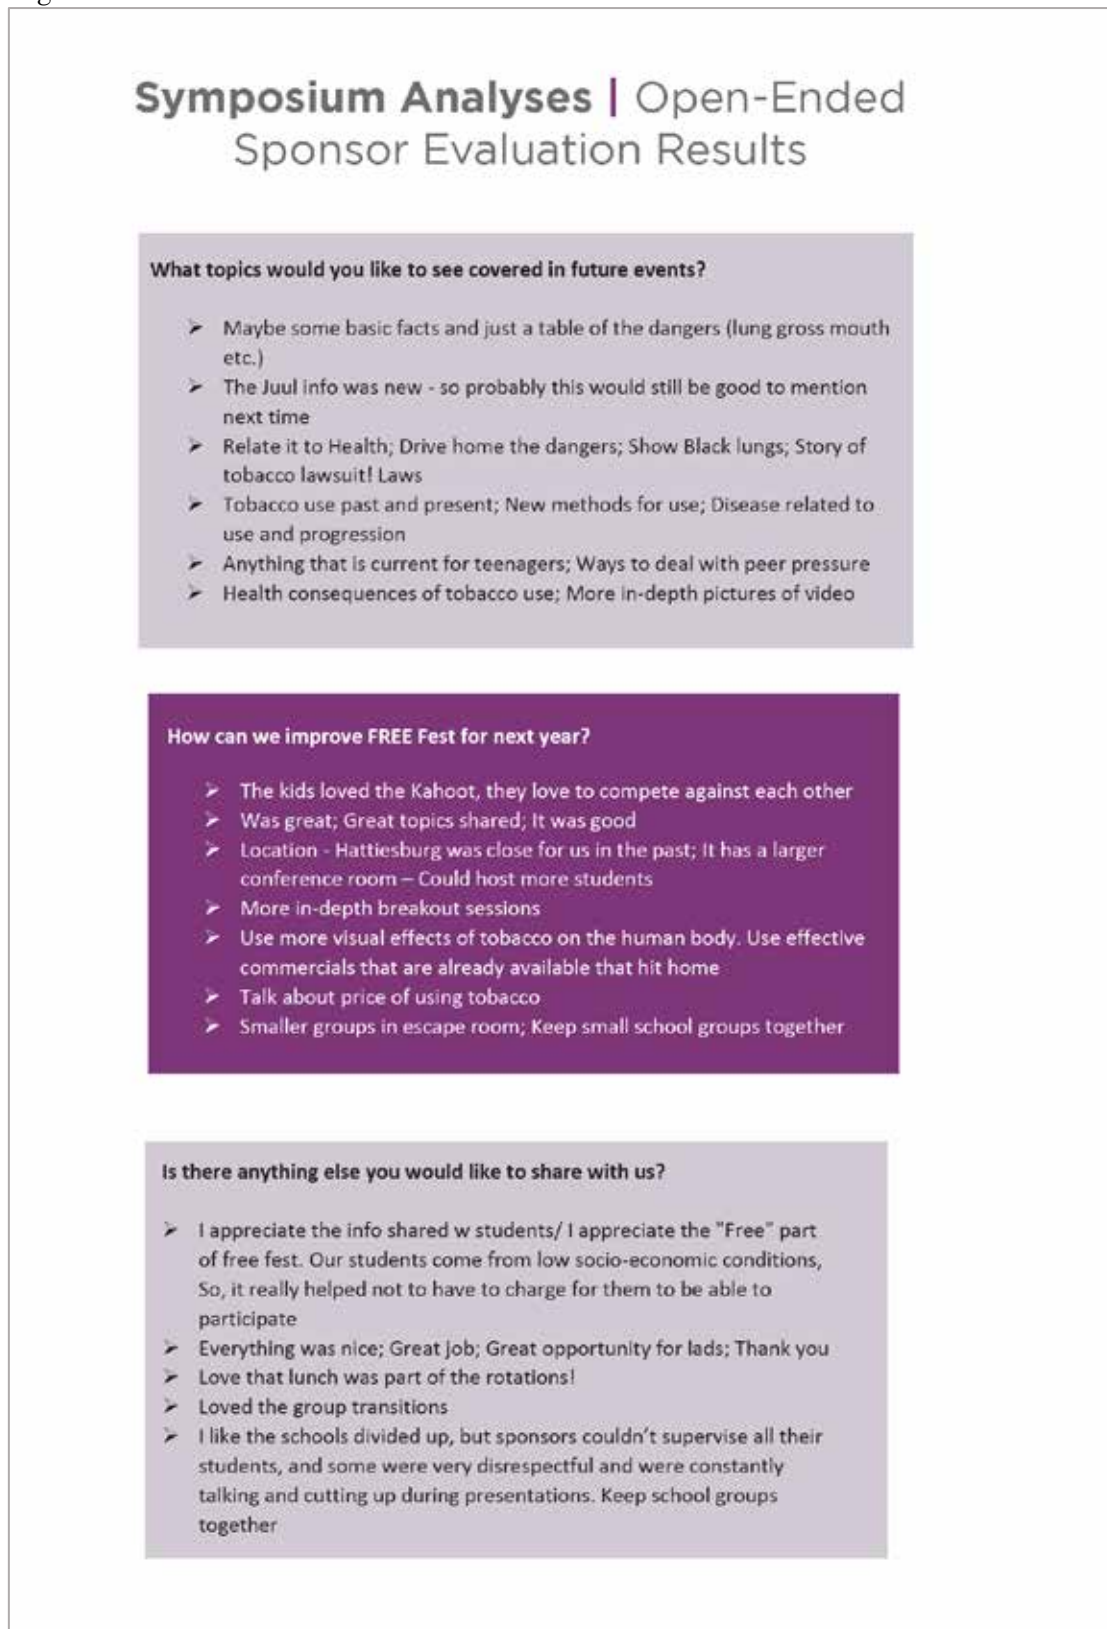 Symposium Analyses | Open-Ended
Sponsor Evaluation Results
What topics would you like to see covered in future events?
➢ Maybe some basic facts and just a table of the dangers (lung gross mouth
etc.)
➢ The Juul info was new - so probably this would still be good to mention
next time
➢ Relate it to Health; Drive home the dangers; Show Black lungs; Story of
tobacco lawsuit! Laws
➢ Tobacco use past and present; New methods for use; Disease related to
use and progression
➢ Anything that is current for teenagers; Ways to deal with peer pressure
➢ Health consequences of tobacco use; More in-depth pictures of video
How can we improve FREE Fest for next year?
➢ The kids loved the Kahoot, they love to compete against each other
➢ Was great; Great topics shared; It was good
➢ Location - Hattiesburg was close for us in the past; It has a larger
conference room – Could host more students
➢ More in-depth breakout sessions
➢ Use more visual effects of tobacco on the human body. Use effective
commercials that are already available that hit home
➢ Talk about price of using tobacco
➢ Smaller groups in escape room; Keep small school groups together
Is there anything else you would like to share with us?
➢ I appreciate the info shared w students/ I appreciate the "Free" part
of free fest. Our students come from low socio-economic conditions,
So, it really helped not to have to charge for them to be able to
participate
➢ Everything was nice; Great job; Great opportunity for lads; Thank you
➢ Love that lunch was part of the rotations!
➢ Loved the group transitions
➢ I like the schools divided up, but sponsors couldn't supervise all their
students, and some were very disrespectful and were constantly
talking and cutting up during presentations. Keep school groups
together